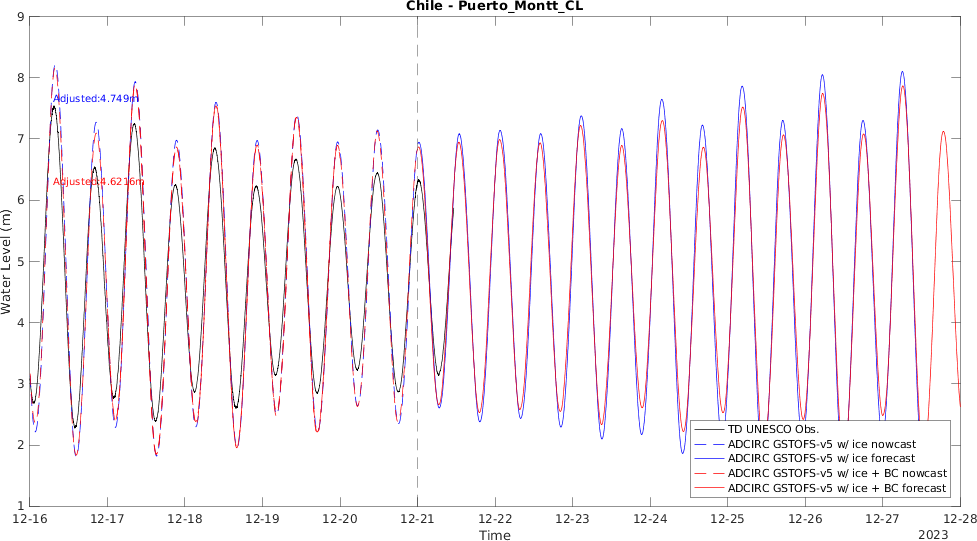 Chile - Puerto_Montt_CL
9
8
7
6
5
4
3
2
1
Water Level (m)
Adjusted:4.749m
Adjusted:4.6216m
TD UNESCO Obs.
ADCIRC GSTOFS-v5 w/ ice nowcast
ADCIRC GSTOFS-v5 w/ ice forecast
ADCIRC GSTOFS-v5 w/ ice + BC nowcast
ADCIRC GSTOFS-v5 w/ ice + BC forecast
12-16 12-17 12-18 12-19 12-20 12-21 12-22 12-23 12-24 12-25 12-26 12-27 12-28
Time
2023